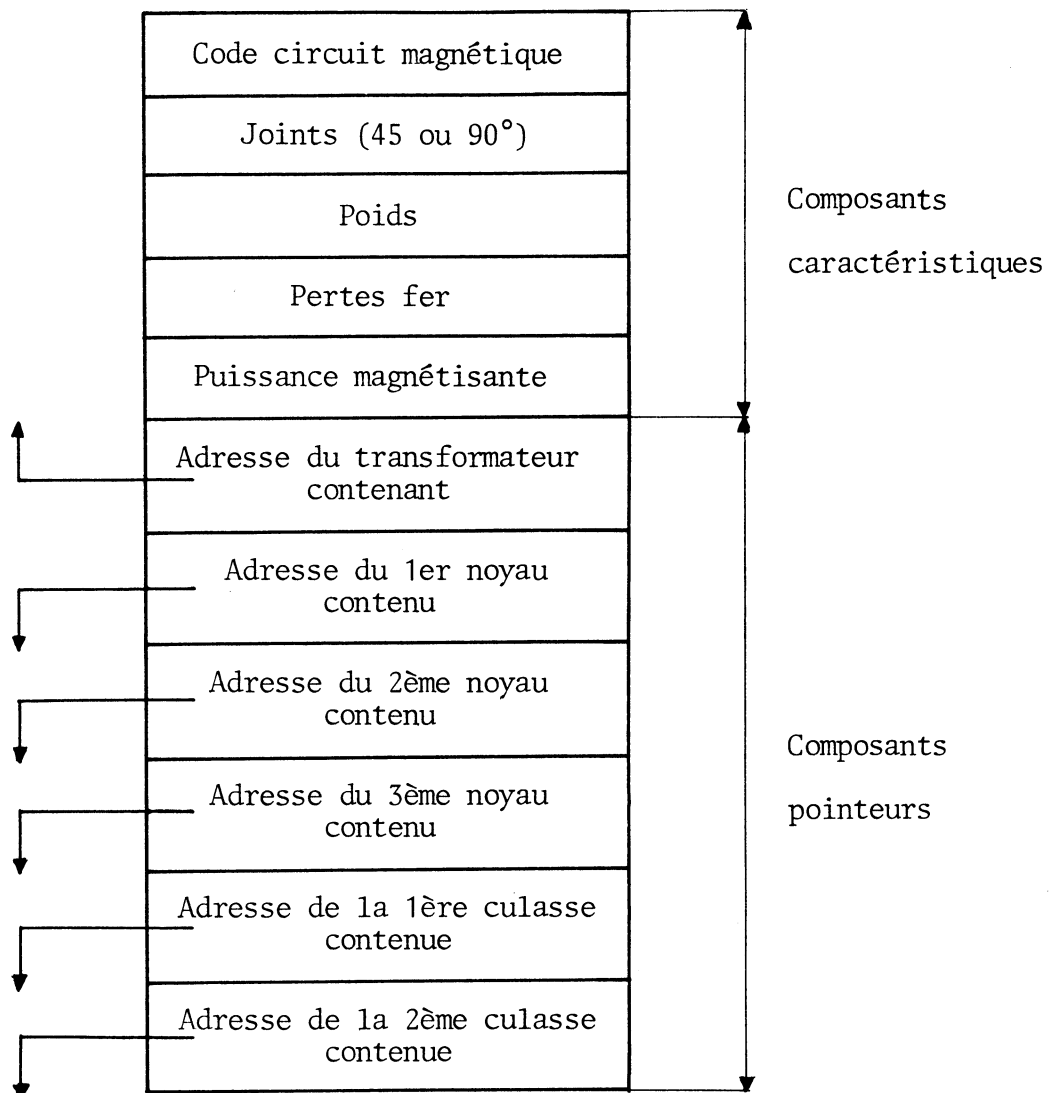 Code circuit magnétique
Joints (45 ou 90°)
Poids
Pertes fer
Puissance magnétisante
Composants
caractéristiques
Adresse du transformateur
contenant
Adresse du 1er noyau
contenu
Adresse du 2ème noyau
contenu
Adresse du 3ème noyau
contenu
Adresse de la 1ère culasse
contenue
Adresse de la 2ème culasse
contenue
Composants
pointeurs